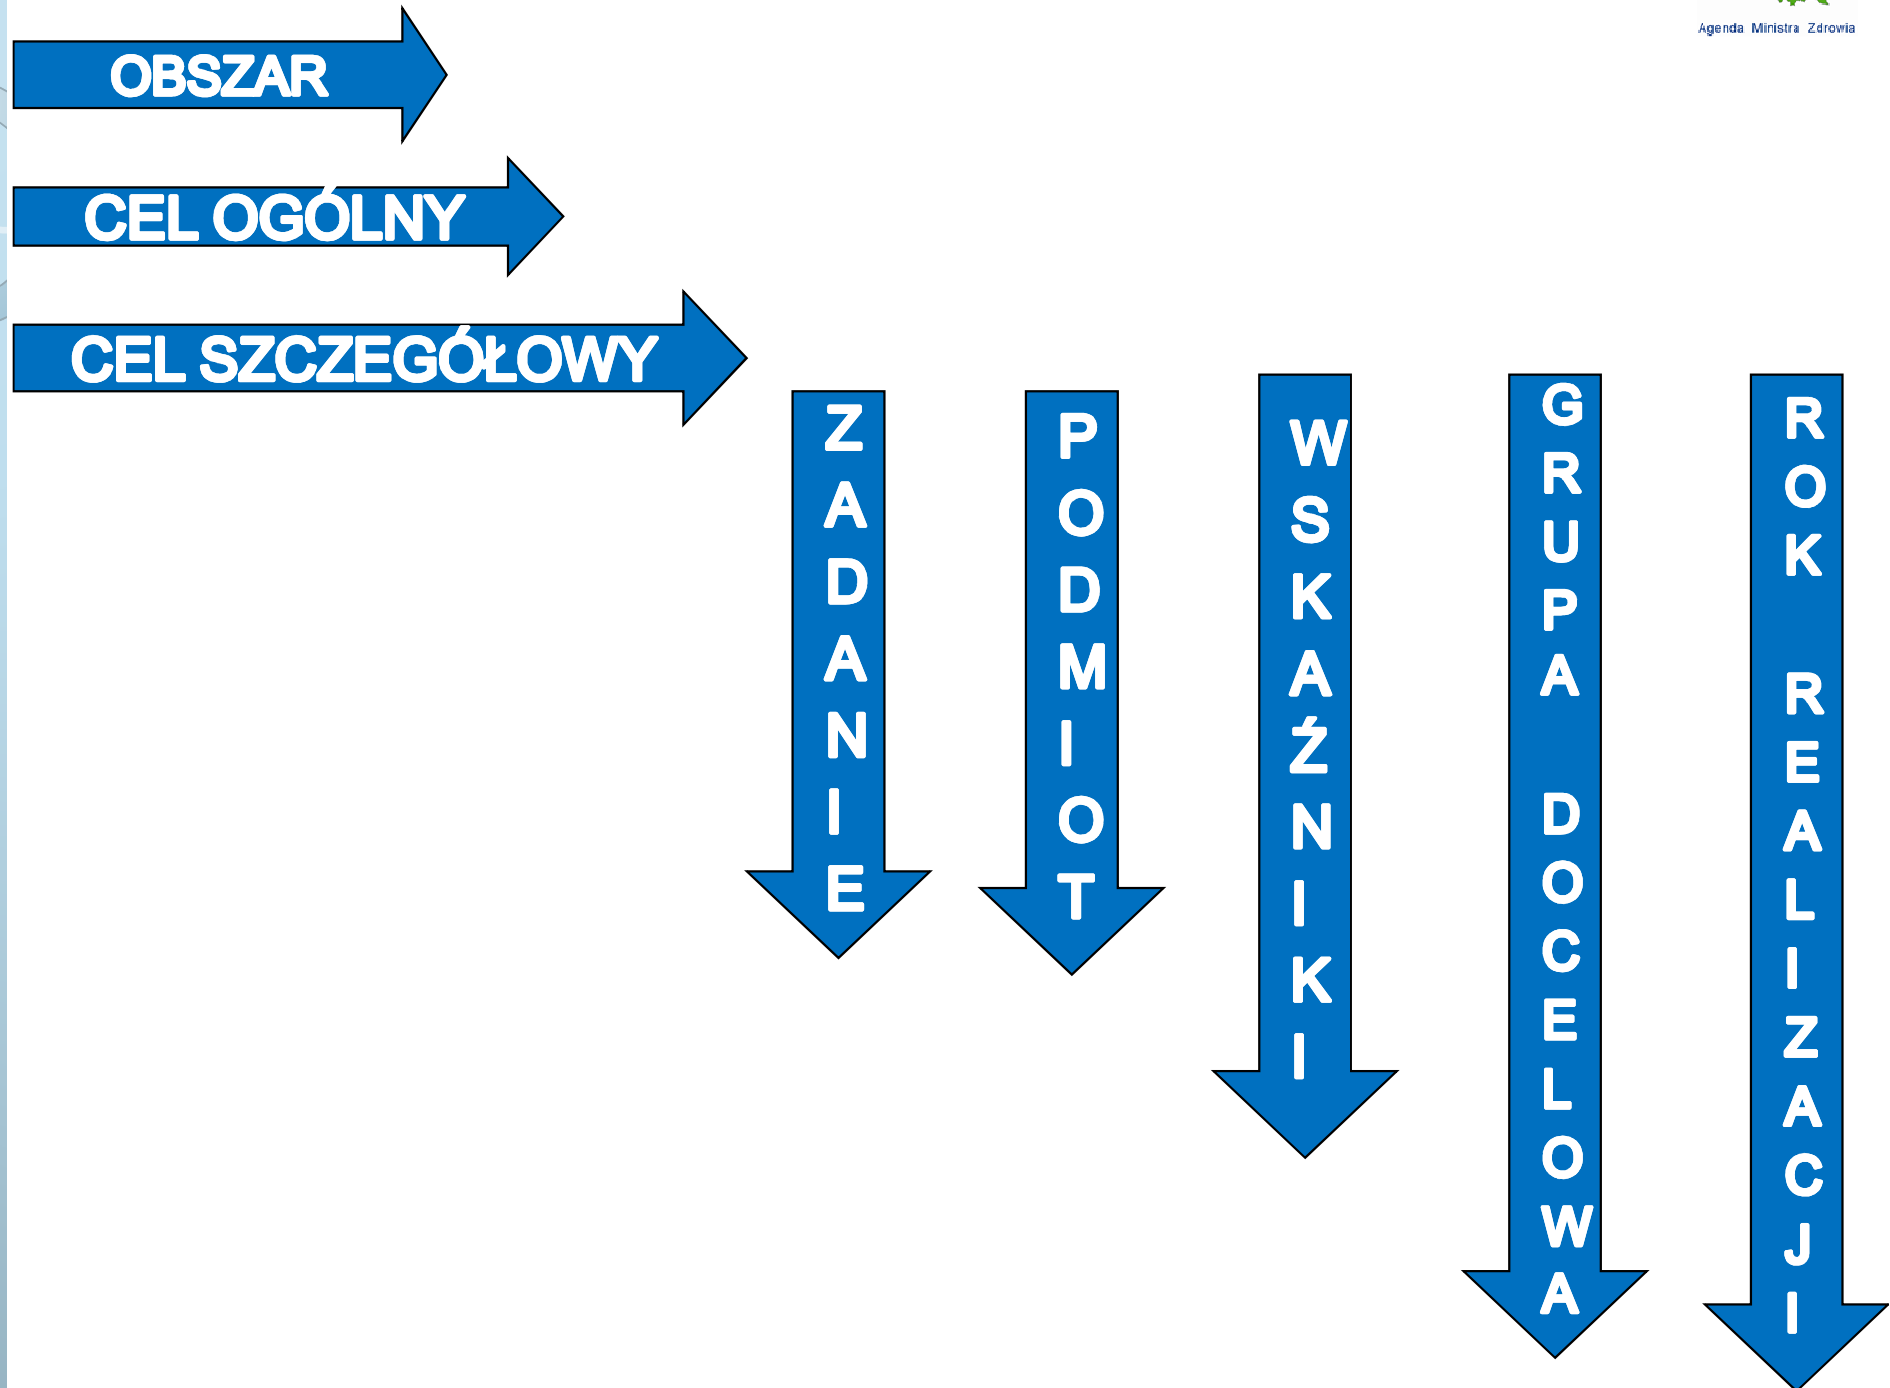 Agenda Ministra Zdrowia
OBSZAR
CEL OGÓLNY
CEL SZCZEGÓŁOWY
ZADANIE
PODMIOT
WSKAŹNIKI
GRUPA DOCELOWA
ROK REALIZACJI